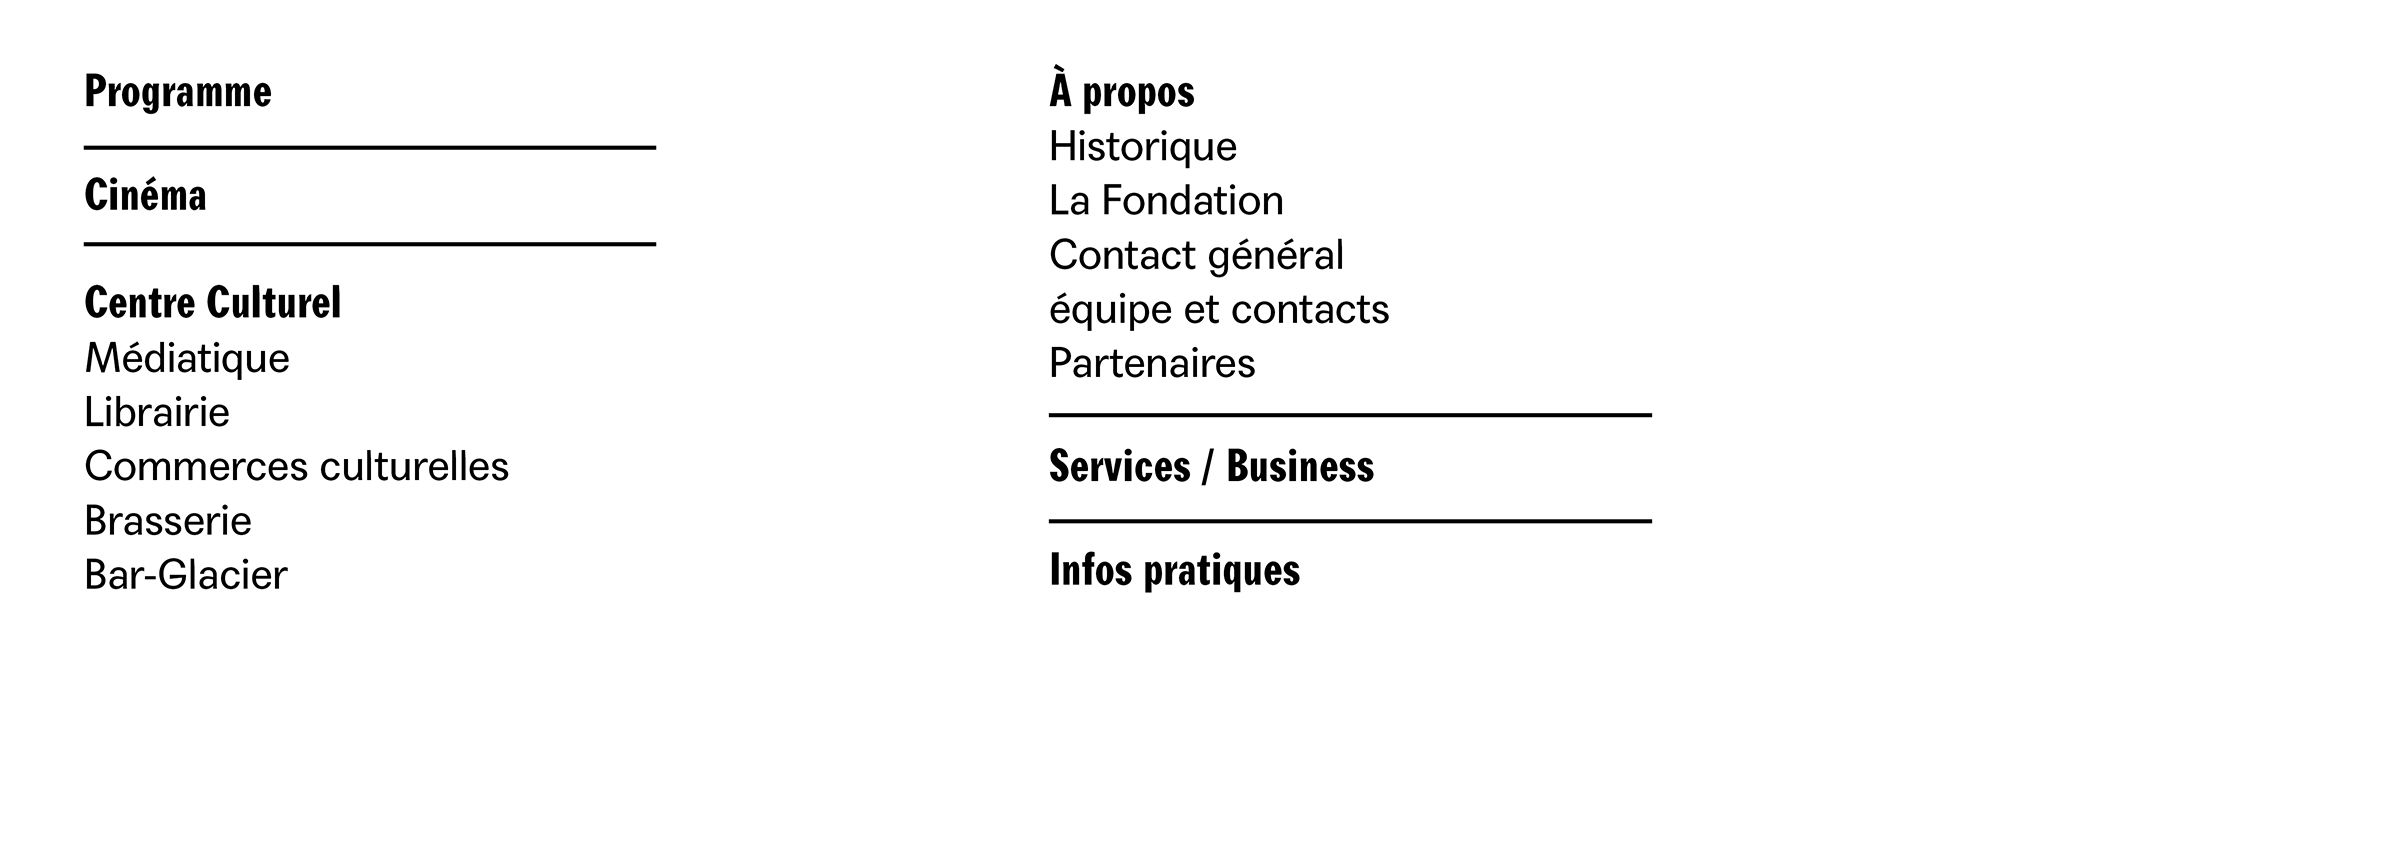 Programme
Cinéma
Centre Culturel
Médiatique
Librairie
Commerces culturelles
Brasserie
Bar-Glacier
À propos
Historique
La Fondation
Contact général
équipe et contacts
Partenaires
Services / Business
Infos pratiques